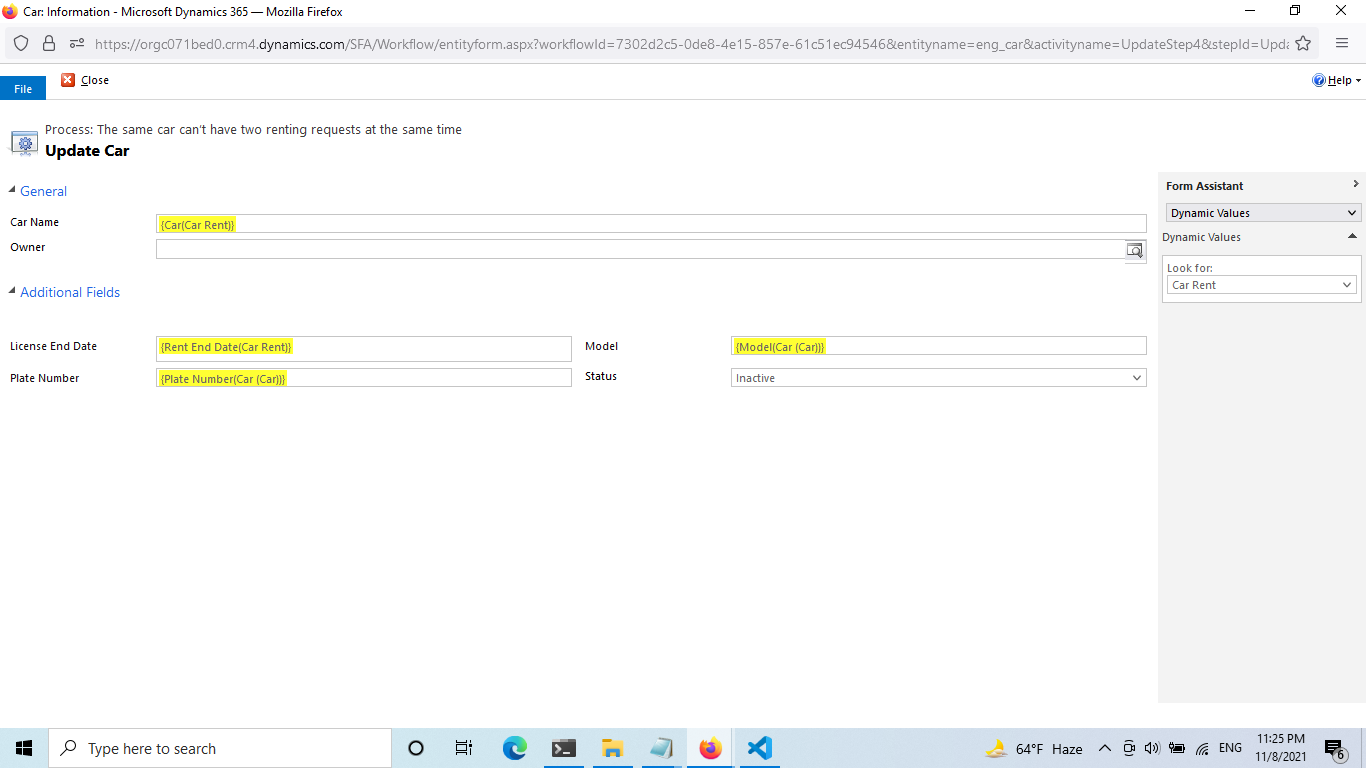 Car: Information - Microsoft Dynamics 365 — Mozilla Firefox
https://orgc071bed0.crm4.dynamics.com/SFA/Workflow/entityform.aspx?workflowId=7302d2c5-0de8-4e15-857e-61c51ec94546&entityname=eng_car&activityname=UpdateStep4&stepId=Upda
File
Close
Help
Process: The same car can't have two renting requests at the same time
Update Car
General
Car Name
{Car(Car Rent)}
Owner
Additional Fields
License End Date
{Rent End Date(Car Rent)}
Model
{Model(Car (Car))}
Plate Number
{Plate Number(Car (Car))}
Status
Inactive
Form Assistant
Dynamic Values
Dynamic Values
Look for:
Car Rent
Type here to search
64°F Haze
ENG
11:25 PM
11/8/2021
6